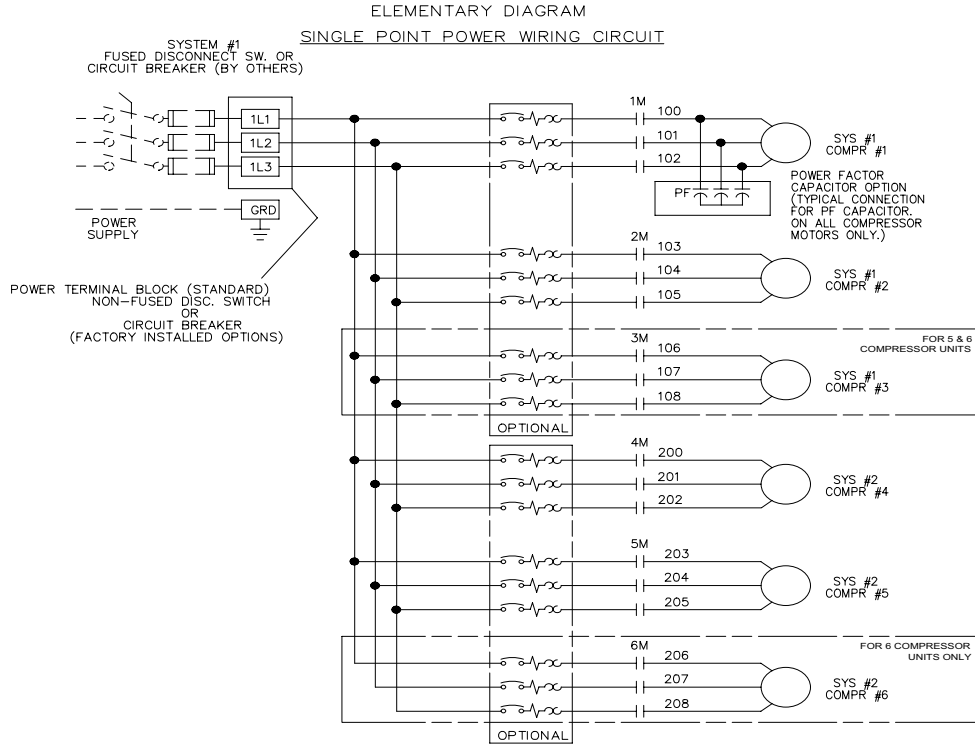 ELEMENTARY DIAGRAM
SINGLE POINT POWER WIRING CIRCUIT
SYSTEM #1
FUSED DISCONNECT SW. OR
CIRCUIT BREAKER (BY OTHERS)
1L1
1L2
1L3
GRD
POWER
SUPPLY
POWER TERMINAL BLOCK (STANDARD)
NON-FUSED DISC. SWITCH
OR
CIRCUIT BREAKER
(FACTORY INSTALLED OPTIONS)
1M
100
101
102
SYS #1
COMPR #1
PF
POWER FACTOR
CAPACITOR OPTION
(TYPICAL CONNECTION
FOR PF CAPACITOR.
ON ALL COMPRESSOR
MOTORS ONLY.)
2M
103
104
105
SYS #1
COMPR #2
FOR 5 & 6
COMPRESSOR UNITS
3M
106
107
108
SYS #1
COMPR #3
OPTIONAL
4M
200
201
202
SYS #2
COMPR #4
5M
203
204
205
SYS #2
COMPR #5
FOR 6 COMPRESSOR
UNITS ONLY
6M
206
207
208
SYS #2
COMPR #6
OPTIONAL